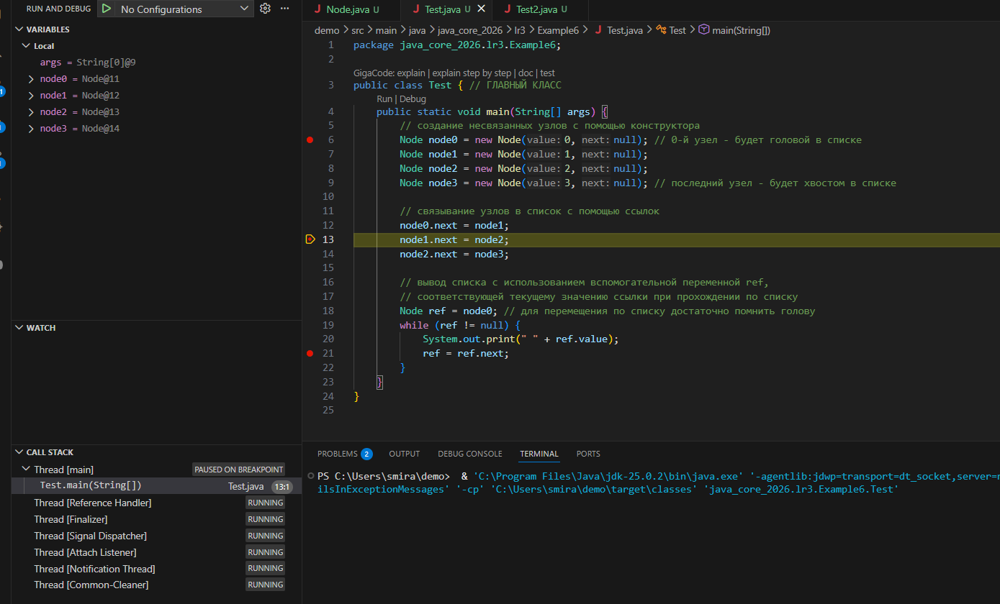 RUN AND DEBUG
No Configurations
VARIABLES
Local
args = String[0]@9
node0 = Node@11
node1 = Node@12
node2 = Node@13
node3 = Node@14
WATCH
CALL STACK
Thread [main] PAUSED ON BREAKPOINT
Test.main(String[]) Test.java 13:1
Thread [Reference Handler] RUNNING
Thread [Finalizer] RUNNING
Thread [Signal Dispatcher] RUNNING
Thread [Attach Listener] RUNNING
Thread [Notification Thread] RUNNING
Thread [Common-Cleaner] RUNNING
J Node.java U J Test.java U J Test2.java U
demo > src > main > java > java_core_2026 > lr3 > Example6 > J Test.java > Test > main(String[])
1 package java_core_2026.lr3.Example6;
2
GigaCode: explain | explain step by step | doc | test
3 public class Test { // ГЛАВНЫЙ КЛАСС
Run | Debug
4 public static void main(String[] args) {
5 // создание несвязанных узлов с помощью конструктора
6 Node node0 = new Node(value: 0, next: null); // 0-й узел - будет головой в списке
7 Node node1 = new Node(value: 1, next: null);
8 Node node2 = new Node(value: 2, next: null);
9 Node node3 = new Node(value: 3, next: null); // последний узел - будет хвостом в списке
10
11 // связывание узлов в список с помощью ссылок
12 node0.next = node1;
13 node1.next = node2;
14 node2.next = node3;
15
16 // вывод списка с использованием вспомогательной переменной ref,
17 // соответствующей текущему значению ссылки при прохождении по списку
18 Node ref = node0; // для перемещения по списку достаточно помнить голову
19 while (ref != null) {
20 System.out.print(" " + ref.value);
21 ref = ref.next;
22 }
23 }
24 }
25
PROBLEMS 2 OUTPUT DEBUG CONSOLE TERMINAL PORTS
PS C:\Users\smira\demo> & 'C:\Program Files\Java\jdk-25.0.2\bin\java.exe' '-agentlib:jdwp=transport=dt_socket,server=
ilsInExceptionMessages' '-cp' 'C:\Users\smira\demo\target\classes' 'java_core_2026.lr3.Example6.Test'